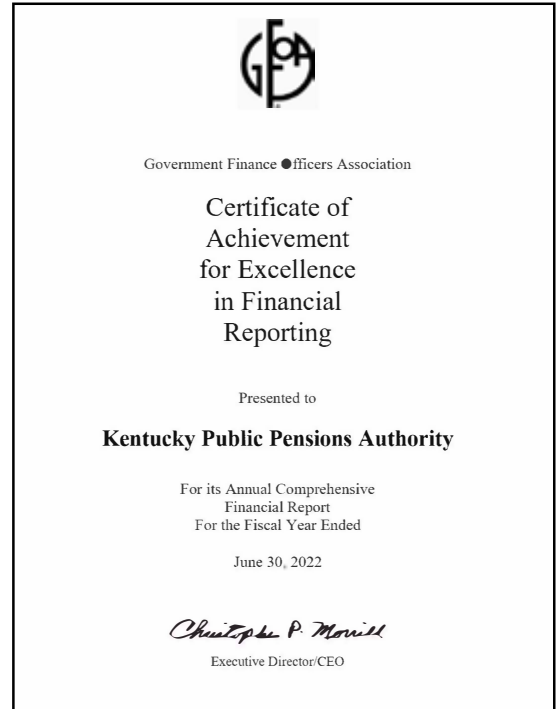 GFOA
Government Finance ●fficers Association
Certificate of
Achievement
for Excellence
in Financial
Reporting
Presented to
Kentucky Public Pensions Authority
For its Annual Comprehensive
Financial Report
For the Fiscal Year Ended
June 30, 2022
Christopher P. Morrill
Executive Director/CEO